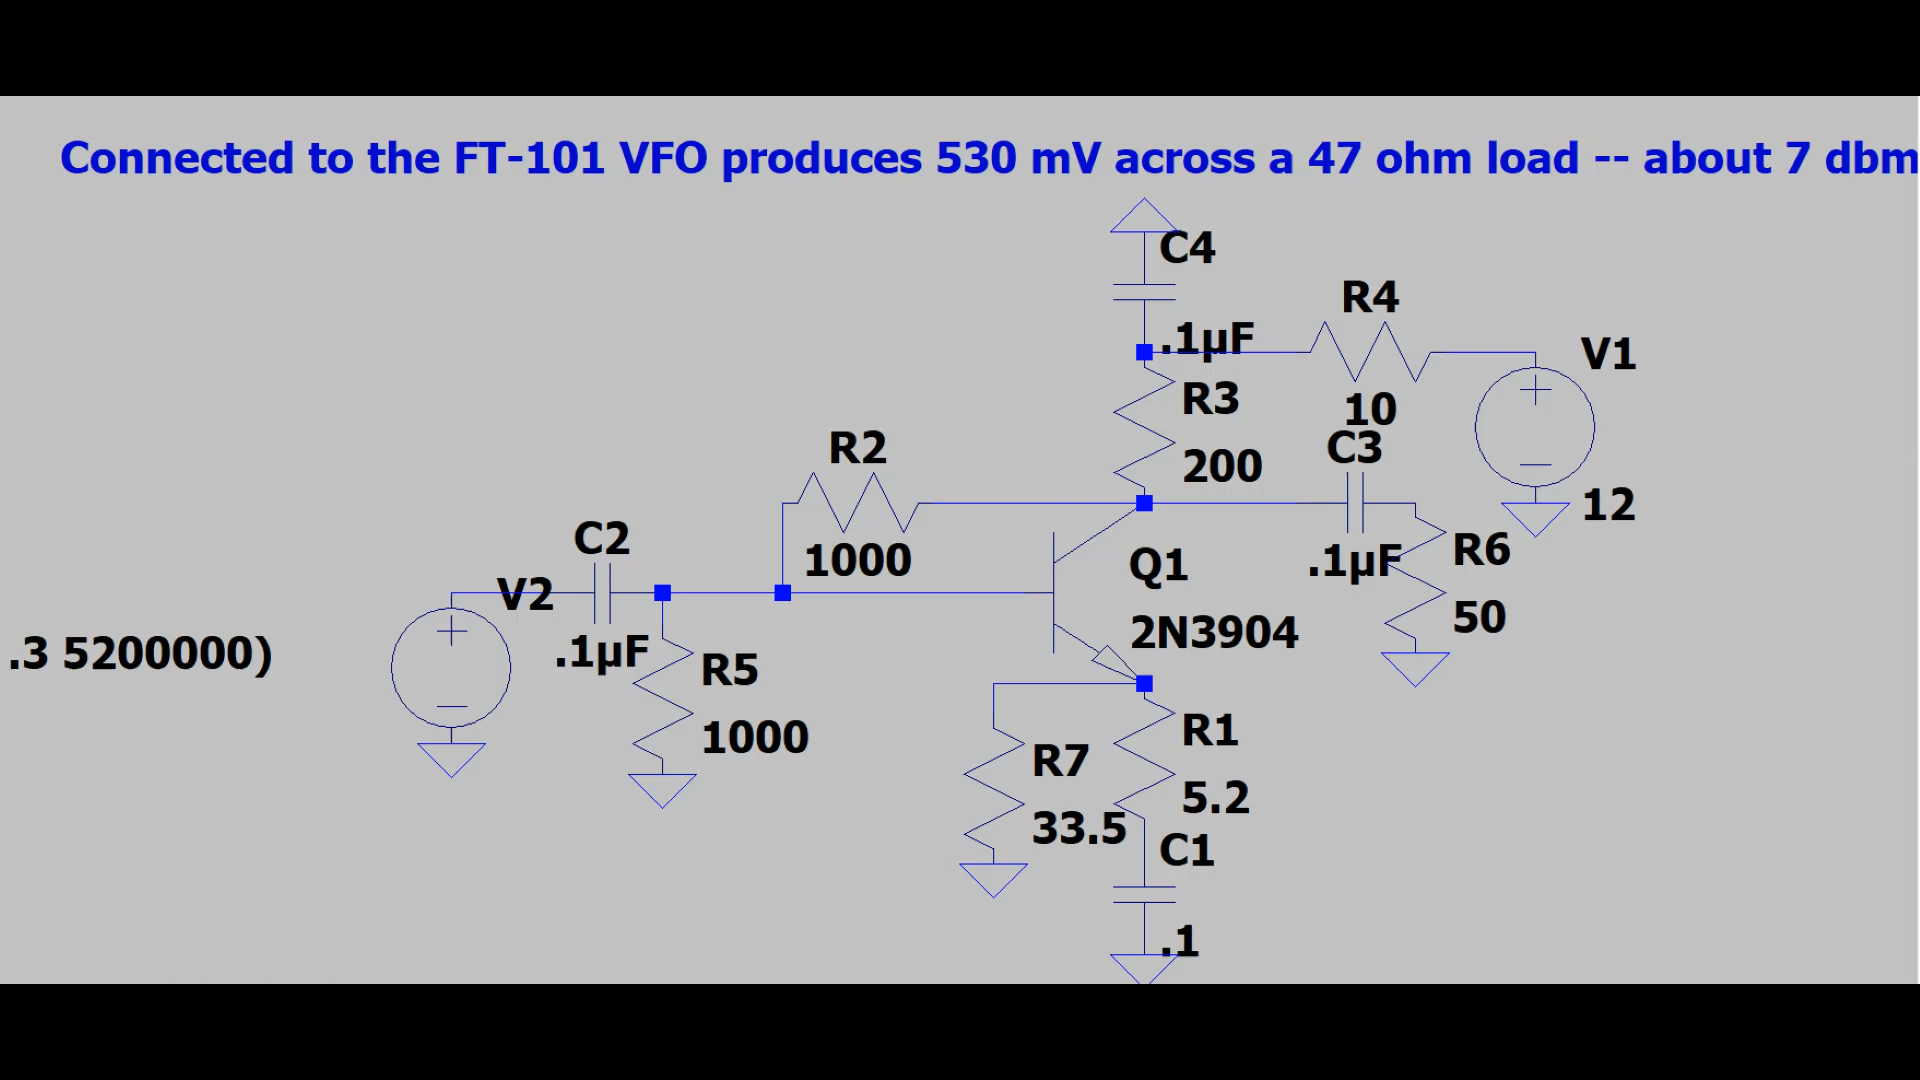 Connected to the FT-101 VFO produces 530 mV across a 47 ohm load -- about 7 dbm
C4
.1µF
R4
10
V1
12
R3
200
C3
.1µF
R2
1000
C2
.1µF
V2
.3 5200000)
Q1
2N3904
R6
50
R5
1000
R7
33.5
R1
5.2
C1
.1